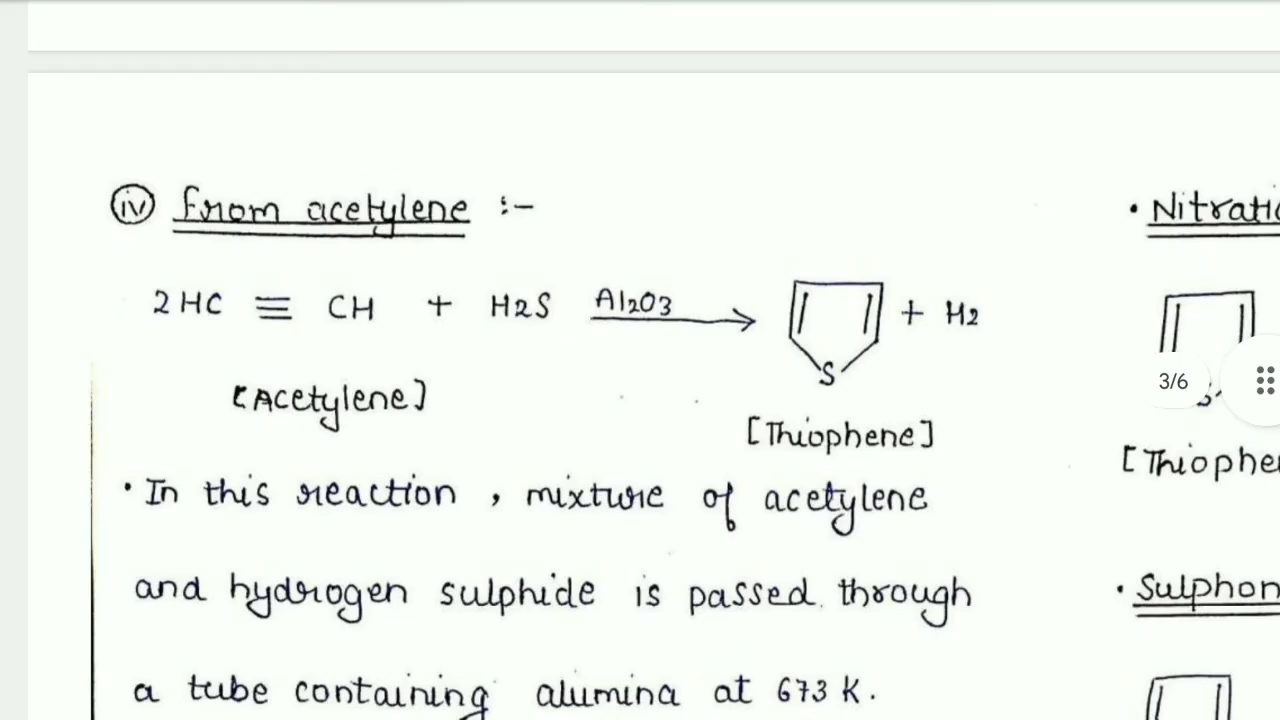 iv from acetylene :-
2HC ≡ CH + H2S Al2O3 → S + H2
[Acetylene]
[Thiophene]
• In this reaction , mixture of acetylene
and hydrogen sulphide is passed through
a tube containing alumina at 673 K.
• Nitratio
3/6
[Thiophe
• Sulphon